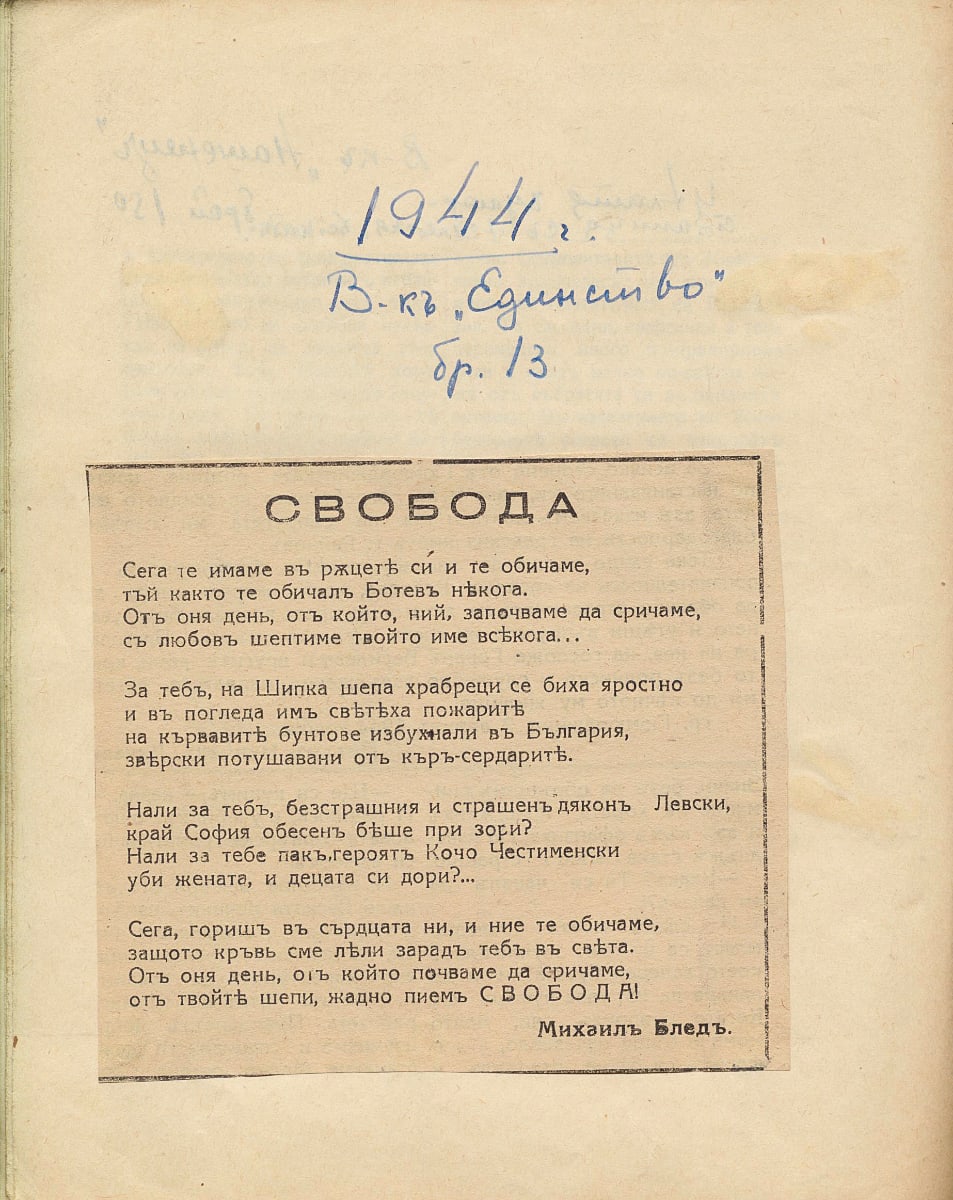 1944 г.
В-къ „Единство"
бр. 13
СВОБОДА
Сега те имаме въ рѫцетѣ си́ и те обичаме,
тъй както те обичалъ Ботевъ нѣкога.
Отъ оня день, отъ който, ний, започваме да сричаме,
съ любовъ шептиме твойто име всѣкога...
За тебъ, на Шипка шепа храбреци се биха яростно
и въ погледа имъ свѣтѣха пожаритѣ
на кървавитѣ бунтове избухнали въ България,
звѣрски потушавани отъ къръ-сердаритѣ.
Нали за тебъ, безстрашния и страшенъ дяконъ Левски,
край София обесенъ бѣше при зори?
Нали за тебе пакъ,героятъ Кочо Честименски
уби жената, и децата си дори?...
Сега, горишъ въ сърдцата ни, и ние те обичаме,
защото кръвь сме лѣли зарадъ тебъ въ свѣта.
Отъ оня день, отъ който почваме да сричаме,
отъ твойтѣ шепи, жадно пиемъ СВОБОДА!
Михаилъ Бледъ.